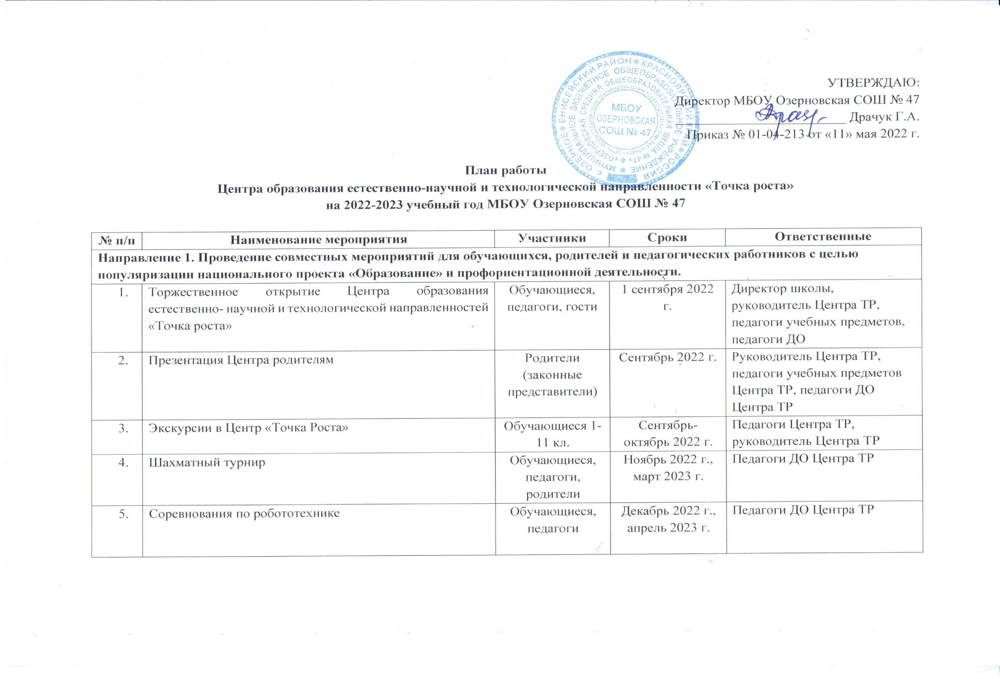 УТВЕРЖДАЮ:
Директор МБОУ Озерновская СОШ № 47
Драчук Г.А.
Приказ № 01-04-213 от «11» мая 2022 г.
с. ОЗЕРНОЕ * ЕНИСЕЙСКИЙ РАЙОН * КРАСНОЯРСКИЙ КРАЙ * РОССИЯ
* МУНИЦИПАЛЬНОЕ БЮДЖЕТНОЕ ОБЩЕОБРАЗОВАТЕЛЬНОЕ УЧРЕЖДЕНИЕ
* «ОЗЕРНОВСКАЯ СРЕДНЯЯ ОБЩЕОБРАЗОВАТЕЛЬНАЯ ШКОЛА № 47»
МБОУ
ОЗЕРНОВСКАЯ
СОШ № 47
План работы
Центра образования естественно-научной и технологической направленности «Точка роста»
на 2022-2023 учебный год МБОУ Озерновская СОШ № 47
№ п/п Наименование мероприятия Участники Сроки Ответственные
Направление 1. Проведение совместных мероприятий для обучающихся, родителей и педагогических работников с целью
популяризации национального проекта «Образование» и профориентационной деятельности.
1. Торжественное открытие Центра образования Обучающиеся, 1 сентября 2022 Директор школы,
естественно- научной и технологической направленностей педагоги, гости г. руководитель Центра ТР,
«Точка роста» педагоги учебных предметов,
педагоги ДО
2. Презентация Центра родителям Родители Сентябрь 2022 г. Руководитель Центра ТР,
(законные педагоги учебных предметов
представители) Центра ТР, педагоги ДО
Центра ТР
3. Экскурсии в Центр «Точка Роста» Обучающиеся 1- Сентябрь- Педагоги Центра ТР,
11 кл. октябрь 2022 г. руководитель Центра ТР
4. Шахматный турнир Обучающиеся, Ноябрь 2022 г., Педагоги ДО Центра ТР
педагоги, март 2023 г.
родители
5. Соревнования по робототехнике Обучающиеся, Декабрь 2022 г., Педагоги ДО Центра ТР
педагоги апрель 2023 г.